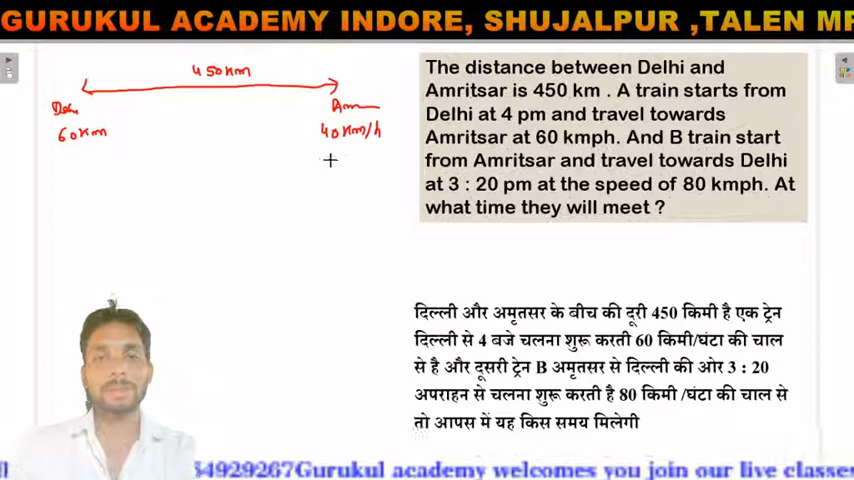 GURUKUL ACADEMY INDORE, SHUJALPUR ,TALEN MP
450km
60km
40km/h
The distance between Delhi and
Amritsar is 450 km . A train starts from
Delhi at 4 pm and travel towards
Amritsar at 60 kmph. And B train start
from Amritsar and travel towards Delhi
at 3 : 20 pm at the speed of 80 kmph. At
what time they will meet ?
दिल्ली और अमृतसर के बीच की दूरी 450 किमी है एक ट्रेन
दिल्ली से 4 बजे चलना शुरू करती 60 किमी/घंटा की चाल
से है और दूसरी ट्रेन B अमृतसर से दिल्ली की ओर 3 : 20
अपराहन से चलना शुरू करती है 80 किमी /घंटा की चाल से
तो आपस में यह किस समय मिलेगी
54929267Gurukul academy welcomes you join our live classes